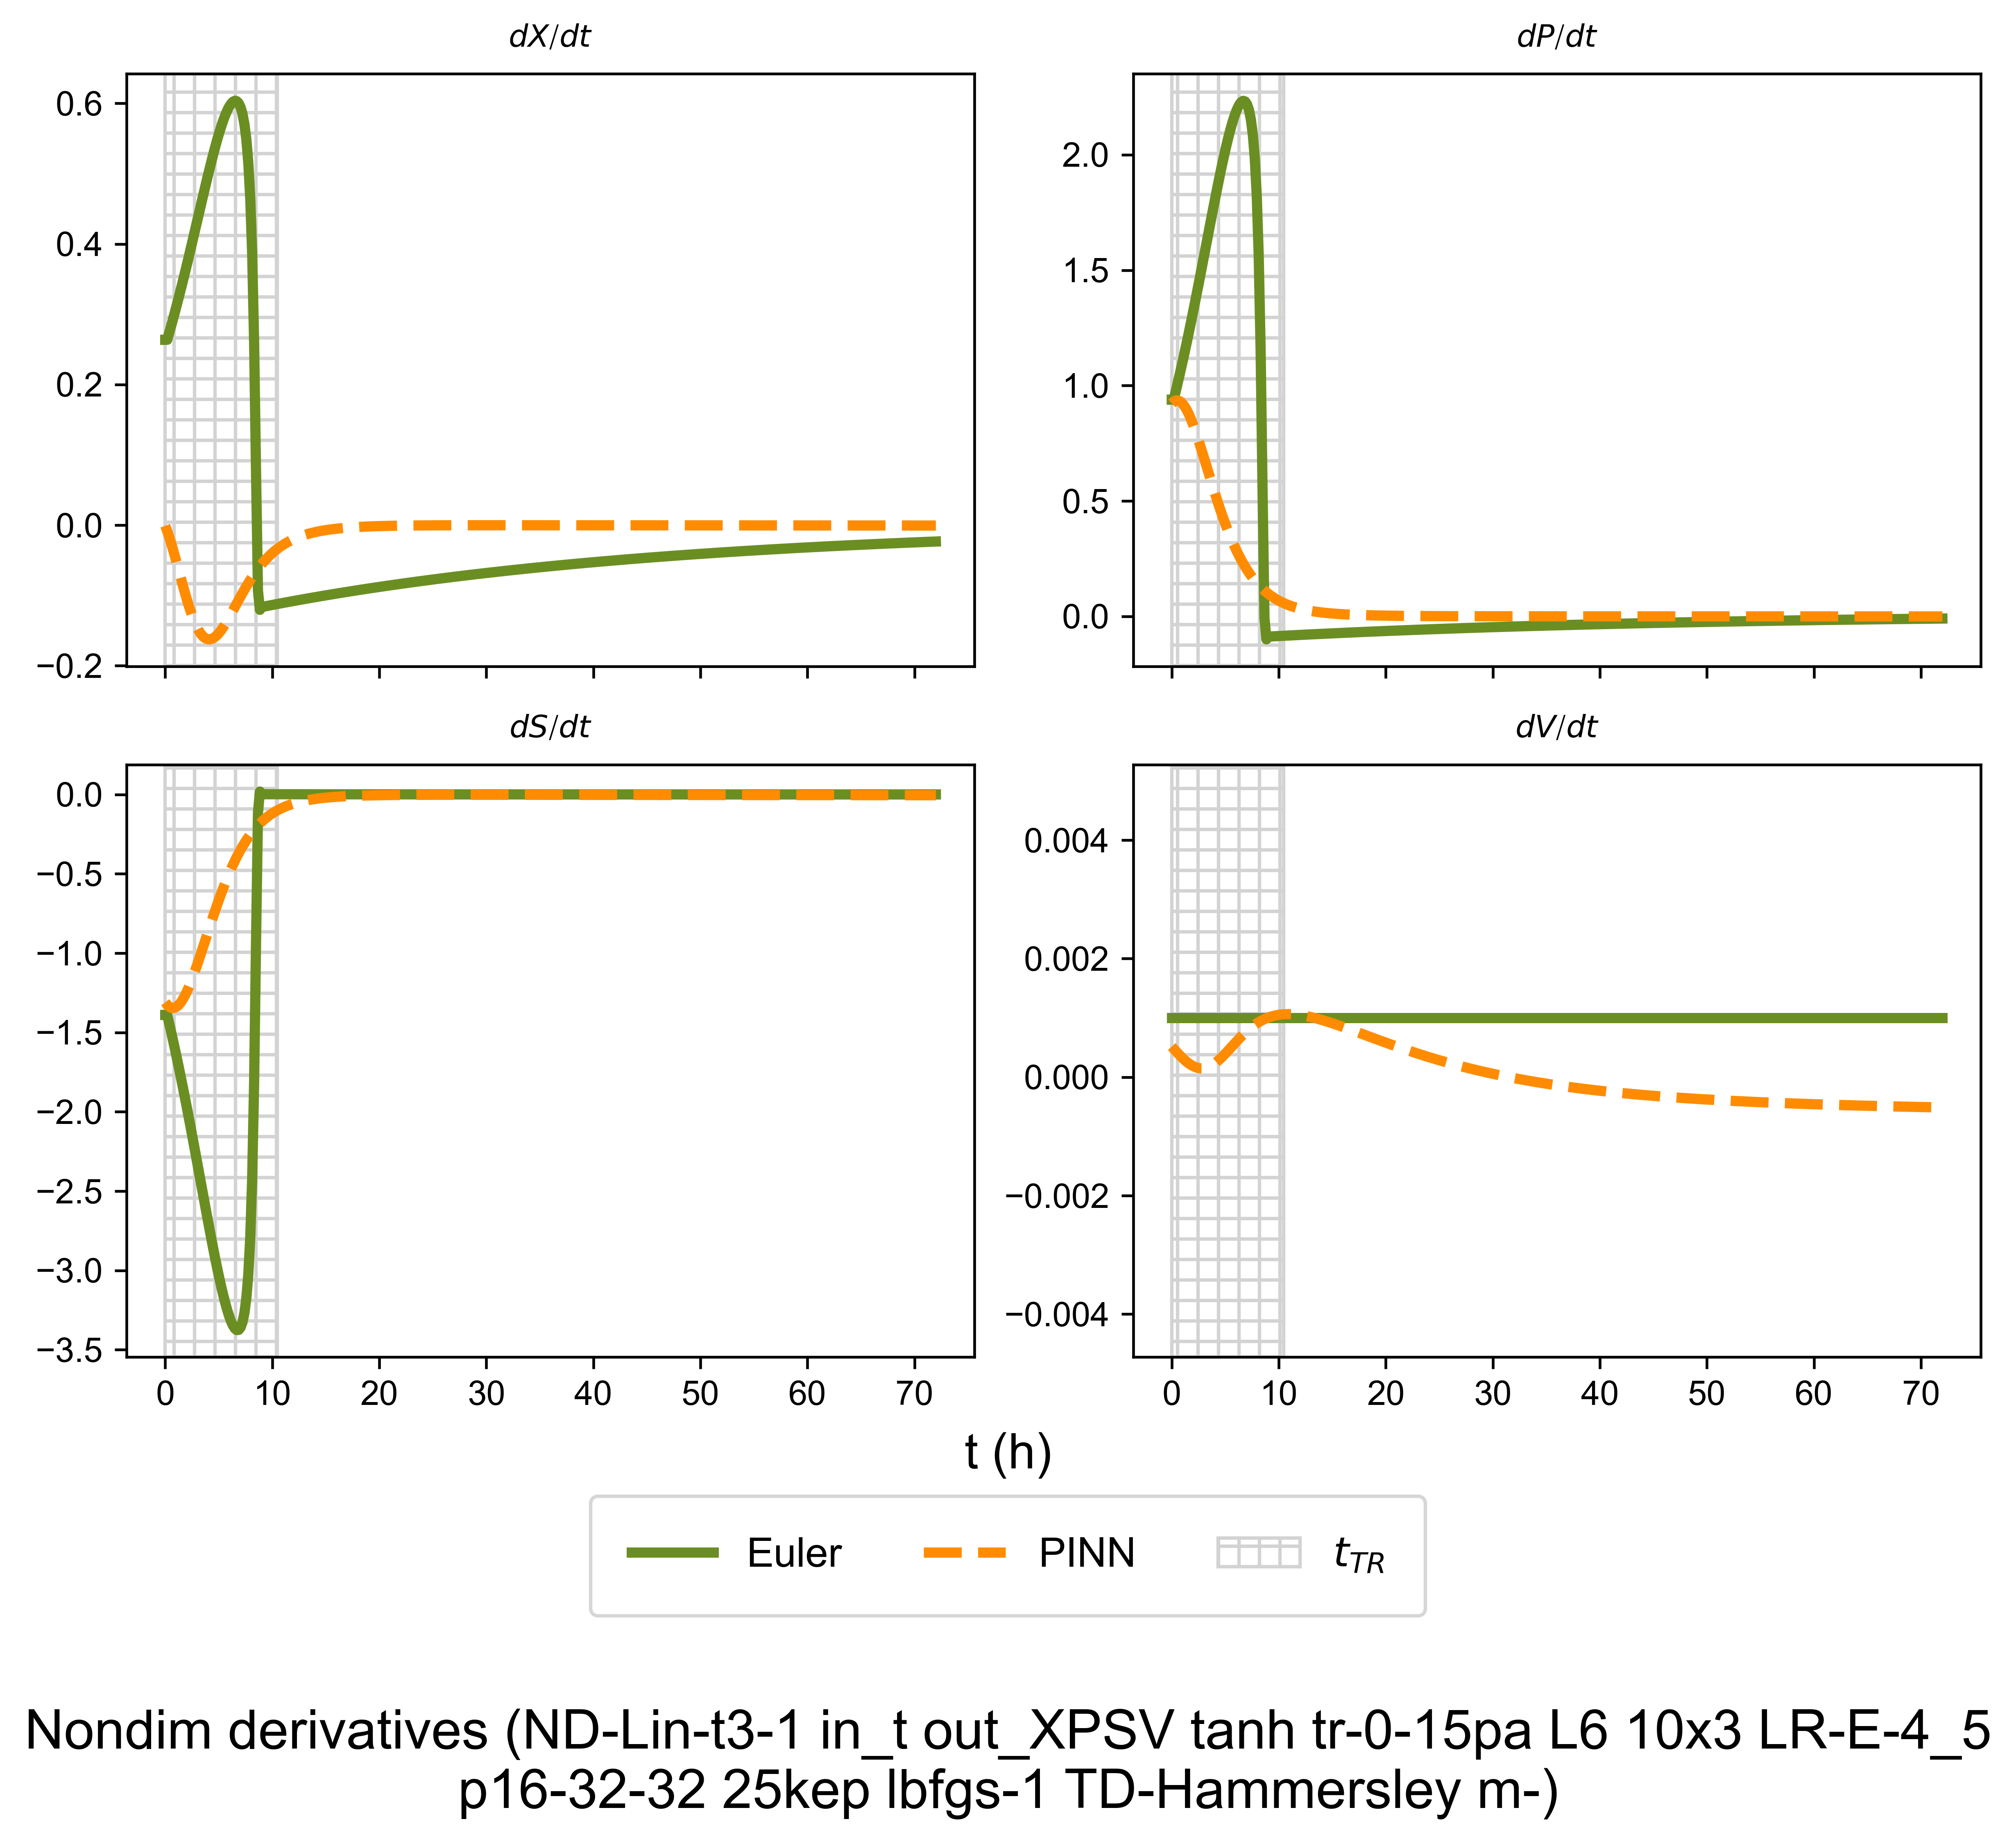 dX/dt
dP/dt
0.6
0.4
0.2
0.0
−0.2
2.0
1.5
1.0
0.5
0.0
dS/dt
dV/dt
0.0
−0.5
−1.0
−1.5
−2.0
−2.5
−3.0
−3.5
0.004
0.002
0.000
−0.002
−0.004
0 10 20 30 40 50 60 70
0 10 20 30 40 50 60 70
t (h)
Euler PINN t_TR
Nondim derivatives (ND-Lin-t3-1 in_t out_XPSV tanh tr-0-15pa L6 10x3 LR-E-4_5
p16-32-32 25kep lbfgs-1 TD-Hammersley m-)